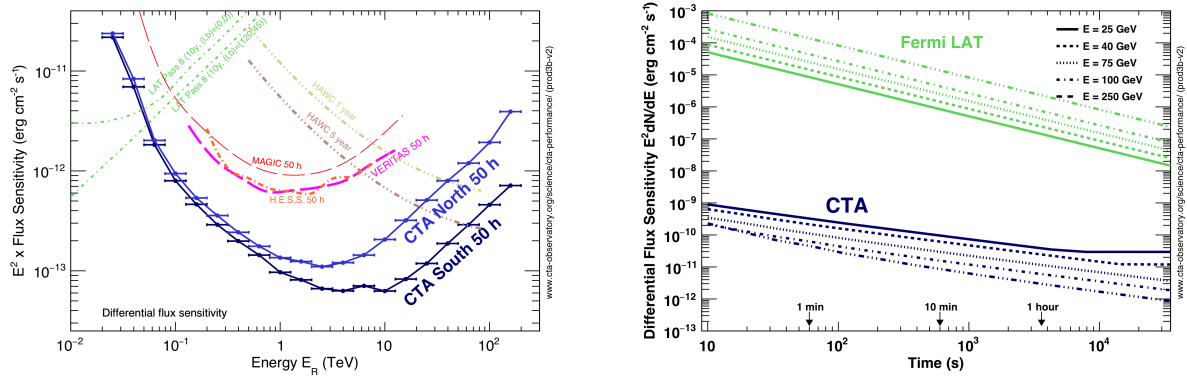 E² x Flux Sensitivity (erg cm⁻² s⁻¹)
10⁻¹¹
10⁻¹²
10⁻¹³
LAT Pass 8 (10y, (l,b)=(0,0))
LAT Pass 8 (10y, (l,b)=(120,45))
HAWC 1 year
HAWC 5 year
MAGIC 50 h
VERITAS 50 h
H.E.S.S. 50 h
CTA North 50 h
CTA South 50 h
Differential flux sensitivity
10⁻² 10⁻¹ 1 10 10²
Energy E_R (TeV)
www.cta-observatory.org/science/cta-performance/ (prod3b-v2)
Differential Flux Sensitivity E²dN/dE (erg cm⁻² s⁻¹)
10⁻³
10⁻⁴
10⁻⁵
10⁻⁶
10⁻⁷
10⁻⁸
10⁻⁹
10⁻¹⁰
10⁻¹¹
10⁻¹²
10⁻¹³
Fermi LAT
E = 25 GeV
E = 40 GeV
E = 75 GeV
E = 100 GeV
E = 250 GeV
CTA
1 min 10 min 1 hour
10 10² 10³ 10⁴
Time (s)
www.cta-observatory.org/science/cta-performance/ (prod3b-v2)